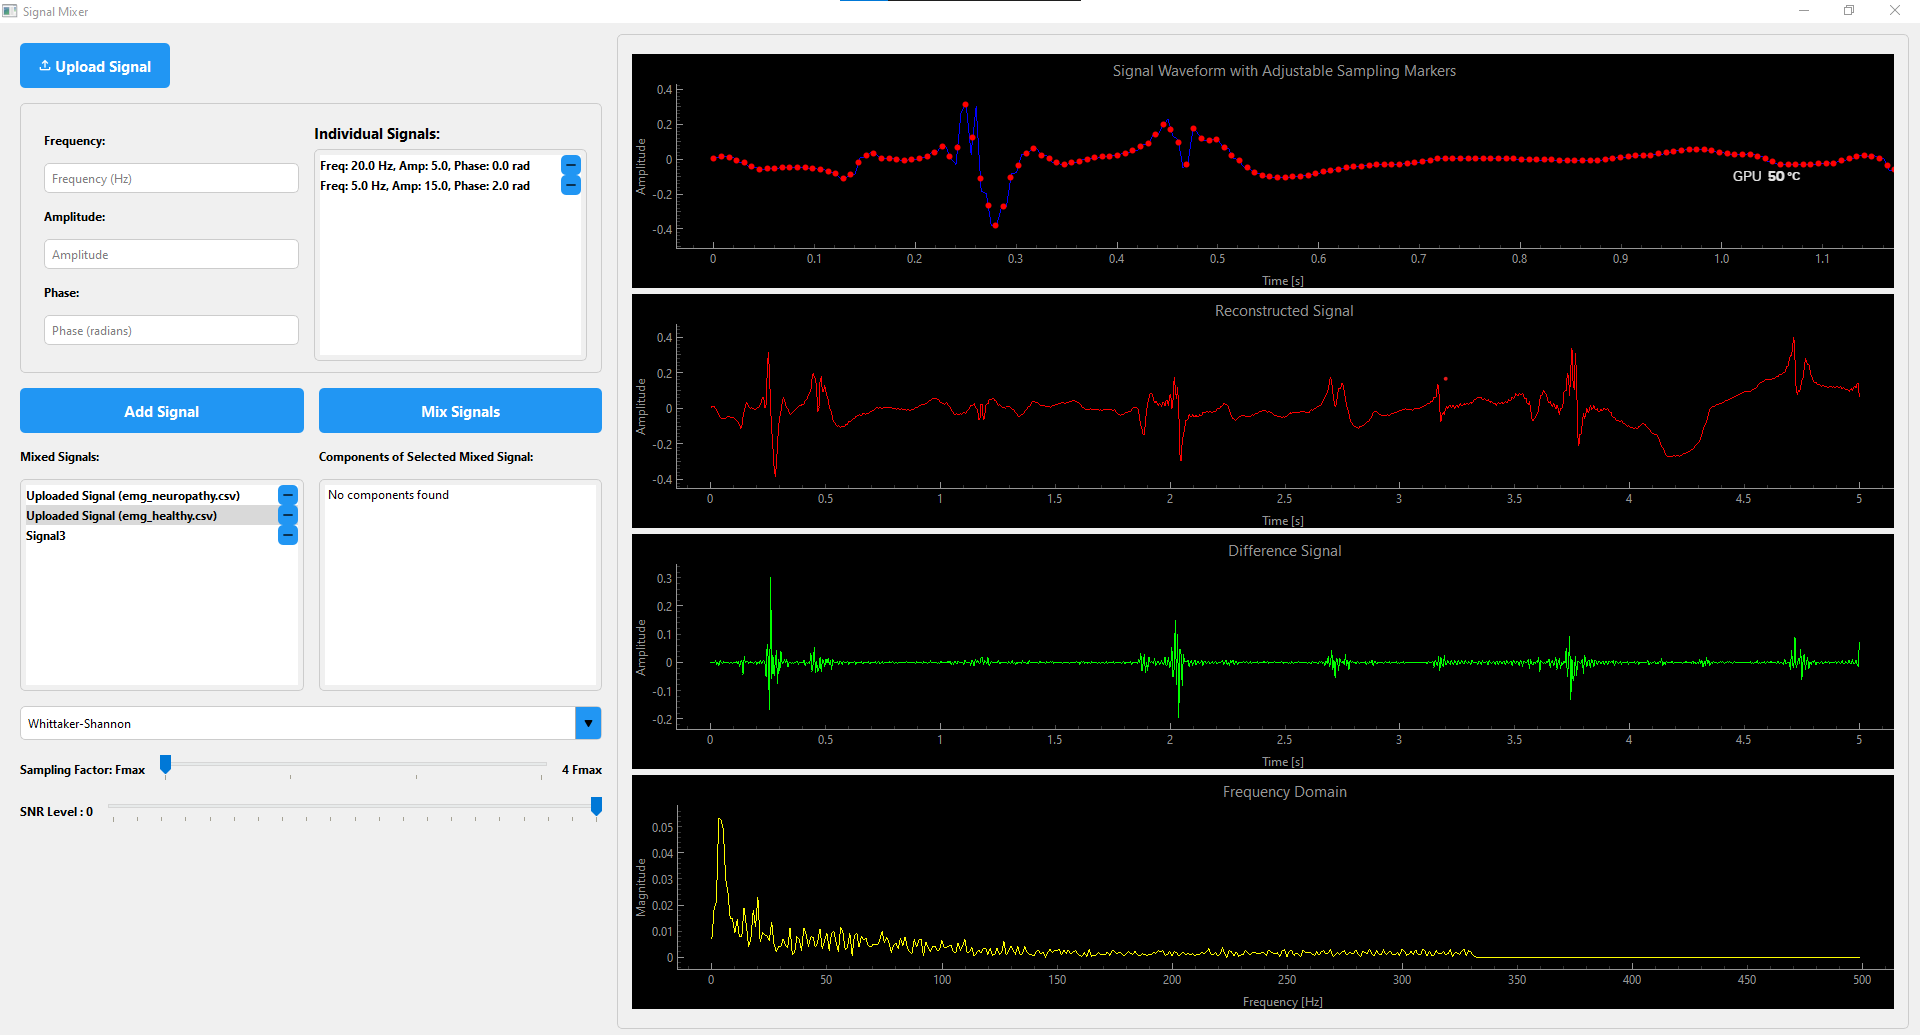 Signal Mixer
Upload Signal
Frequency:
Frequency (Hz)
Amplitude:
Amplitude
Phase:
Phase (radians)
Individual Signals:
Freq: 20.0 Hz, Amp: 5.0, Phase: 0.0 rad
Freq: 5.0 Hz, Amp: 15.0, Phase: 2.0 rad
Add Signal
Mix Signals
Mixed Signals:
Uploaded Signal (emg_neuropathy.csv)
Uploaded Signal (emg_healthy.csv)
Signal3
Components of Selected Mixed Signal:
No components found
Whittaker-Shannon
Sampling Factor: Fmax
4 Fmax
SNR Level : 0
Signal Waveform with Adjustable Sampling Markers
Amplitude
0.4
0.2
0
-0.2
-0.4
GPU 50 °C
0 0.1 0.2 0.3 0.4 0.5 0.6 0.7 0.8 0.9 1.0 1.1
Time [s]
Reconstructed Signal
Amplitude
0.4
0.2
0
-0.2
-0.4
0 0.5 1 1.5 2 2.5 3 3.5 4 4.5 5
Time [s]
Difference Signal
Amplitude
0.3
0.2
0.1
0
-0.1
-0.2
0 0.5 1 1.5 2 2.5 3 3.5 4 4.5 5
Time [s]
Frequency Domain
Magnitude
0.05
0.04
0.03
0.02
0.01
0
0 50 100 150 200 250 300 350 400 450 500
Frequency [Hz]